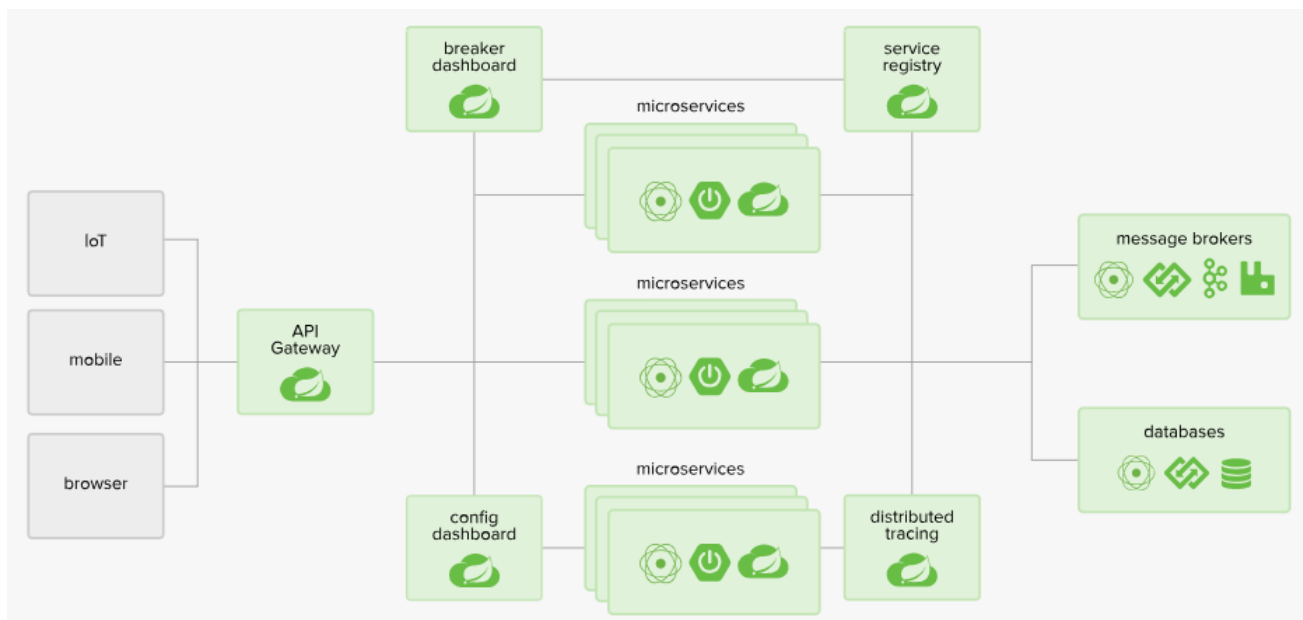 breaker
dashboard
service
registry
microservices
IoT
mobile
browser
API
Gateway
microservices
message brokers
databases
microservices
config
dashboard
distributed
tracing